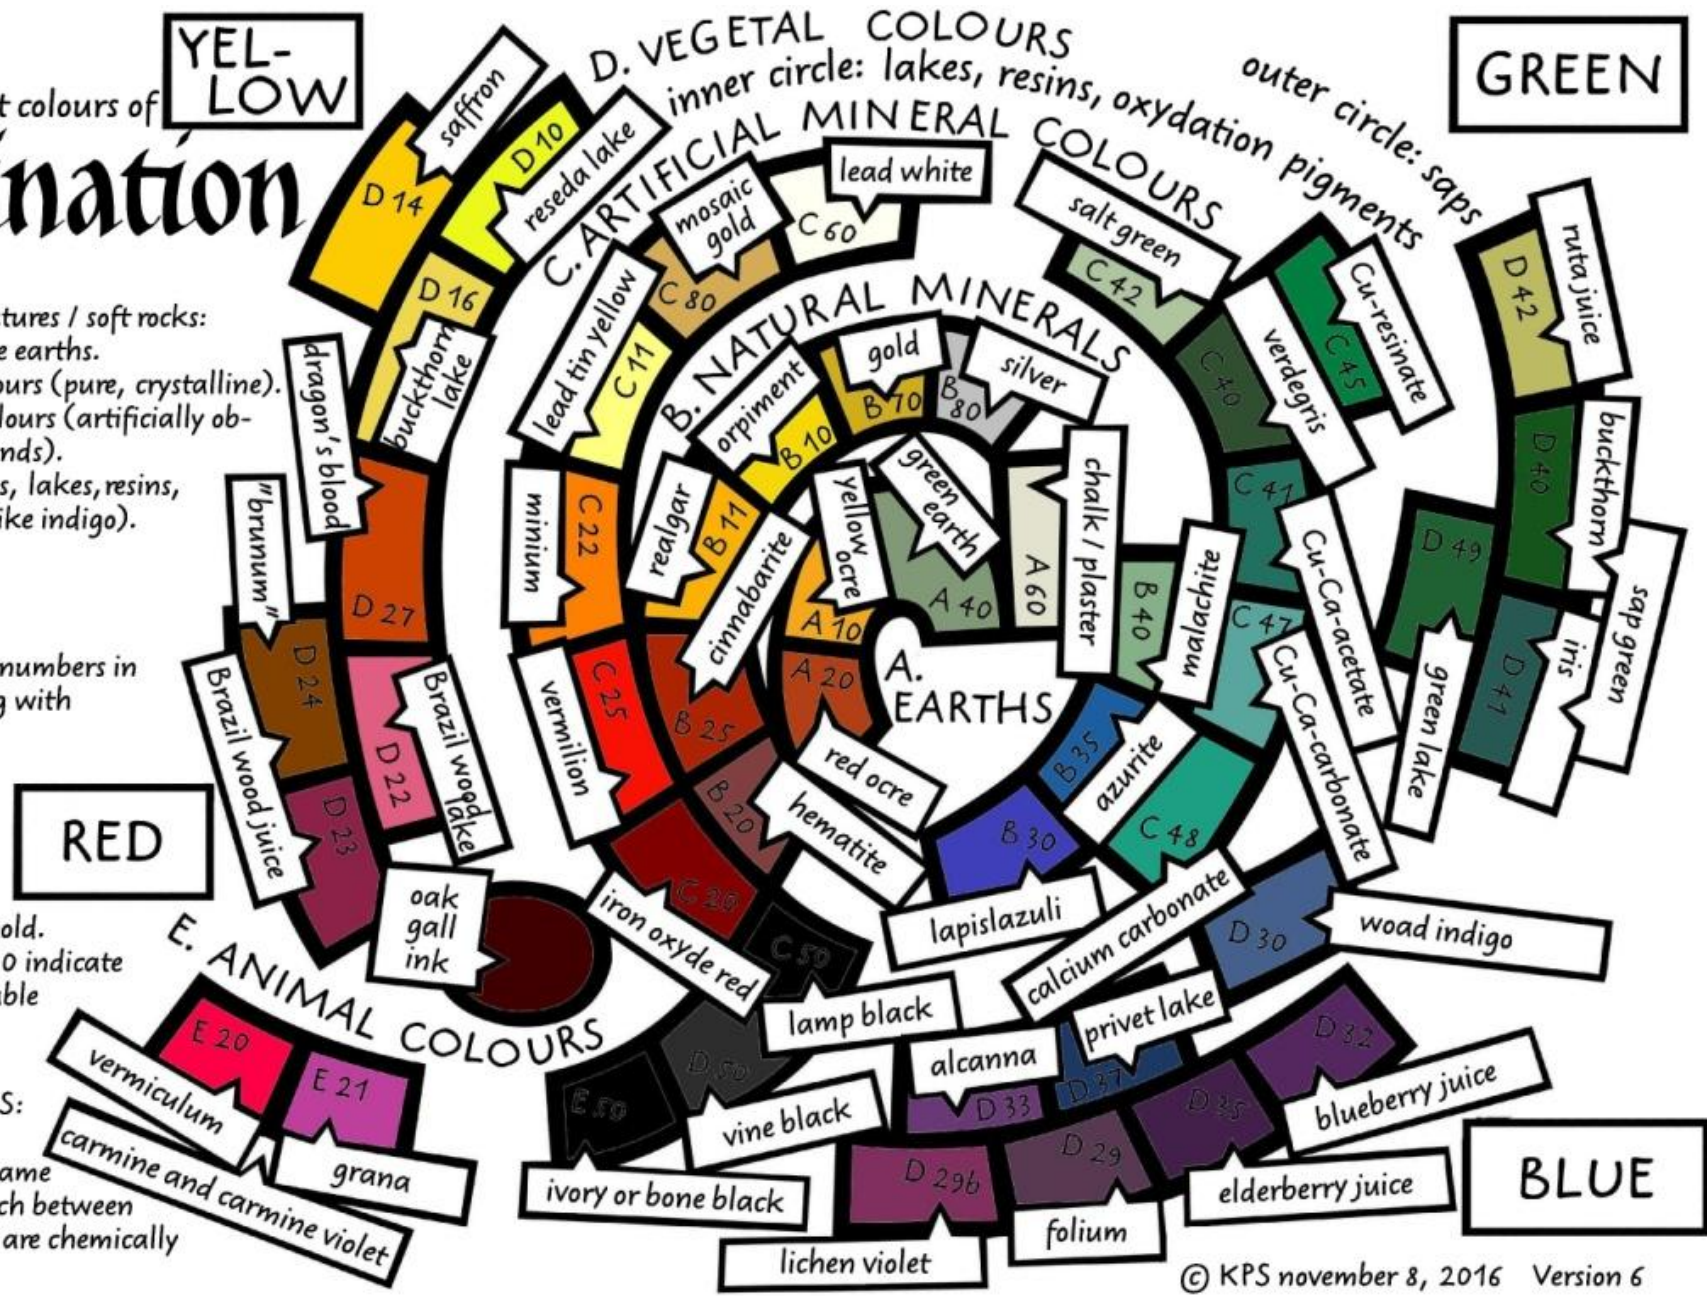 YEL-
LOW
GREEN
RED
BLUE
t colours of
nation
tures / soft rocks:
e earths.
ours (pure, crystalline).
lours (artificially ob-
nds).
s, lakes, resins,
ike indigo).
numbers in
g with
old.
0 indicate
ble
S:
ame
ch between
are chemically
D. VEGETAL COLOURS
inner circle: lakes, resins, oxydation pigments
outer circle: saps
C. ARTIFICIAL MINERAL COLOURS
B. NATURAL MINERALS
A.
EARTHS
E. ANIMAL COLOURS
saffron
D 14
D 10
reseda lake
D 16
buckthorn
lake
dragon's blood
D 27
"brunum"
D 24
Brazil wood juice
D 23
D 22
Brazil wood
lake
oak
gall
ink
mosaic
gold
C 80
lead white
C 60
lead tin yellow
C 11
minium
C 22
vermilion
C 25
iron oxyde red
C 20
C 50
lamp black
salt green
C 42
C 40
verdegris
C 45
Cu-resinate
C 41
Cu-Ca-acetate
C 47
Cu-Ca-carbonate
C 48
calcium carbonate
orpiment
B 10
gold
B 70
silver
B 80
realgar
B 11
cinnabarite
B 25
B 20
hematite
malachite
B 40
azurite
B 35
B 30
lapislazuli
yellow
ocre
A 10
green
earth
A 40
chalk / plaster
A 60
A 20
red ocre
ruta juice
D 42
buckthorn
D 40
D 49
green lake
D 41
iris
sap green
D 30
woad indigo
privet lake
D 37
alcanna
D 33
D 32
blueberry juice
D 35
elderberry juice
D 29
folium
D 29b
lichen violet
D 50
vine black
E 50
ivory or bone black
E 20
vermiculum
E 21
grana
carmine and carmine violet
© KPS november 8, 2016 Version 6